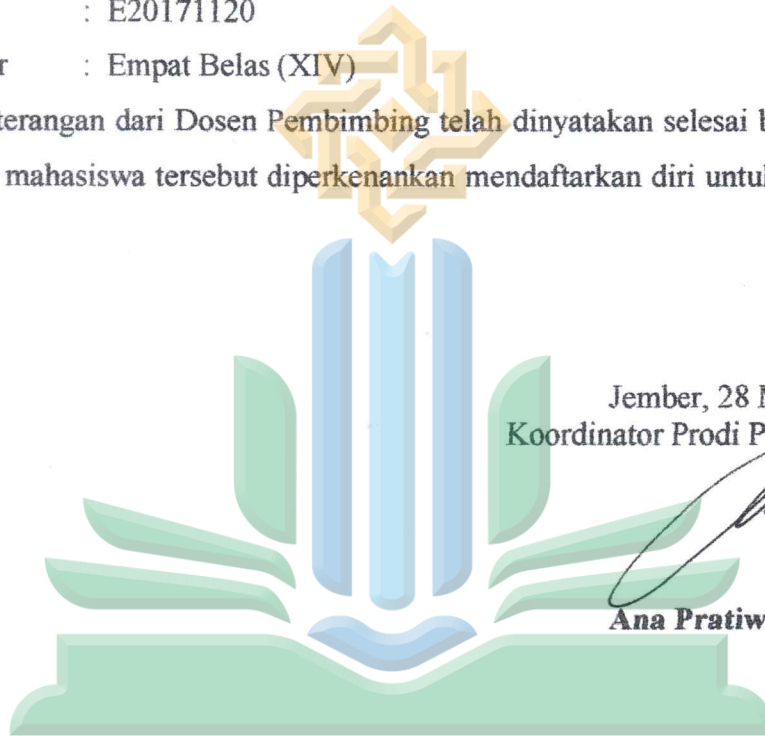 : E20171120
r : Empat Belas (XIV)
terangan dari Dosen Pembimbing telah dinyatakan selesai b
mahasiswa tersebut diperkenankan mendaftarkan diri untu
Jember, 28
Koordinator Prodi P
Ana Pratiw